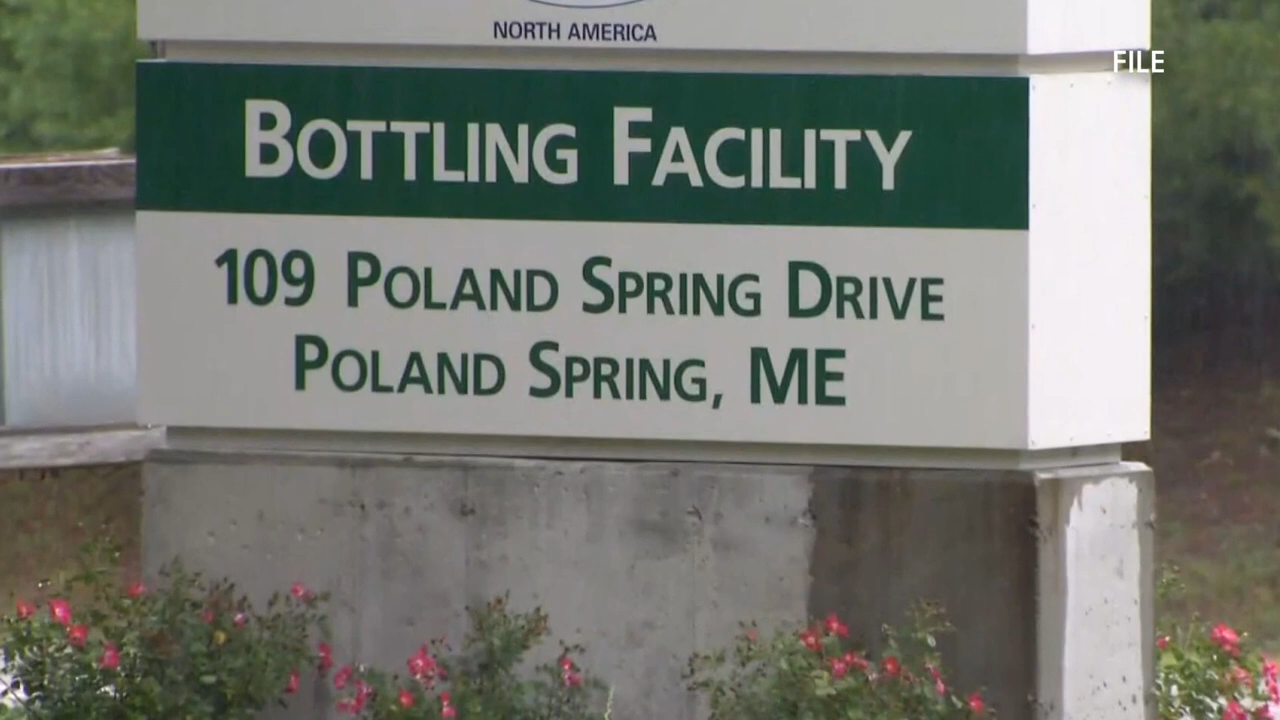 NORTH AMERICA
FILE
BOTTLING FACILITY
109 POLAND SPRING DRIVE
POLAND SPRING, ME